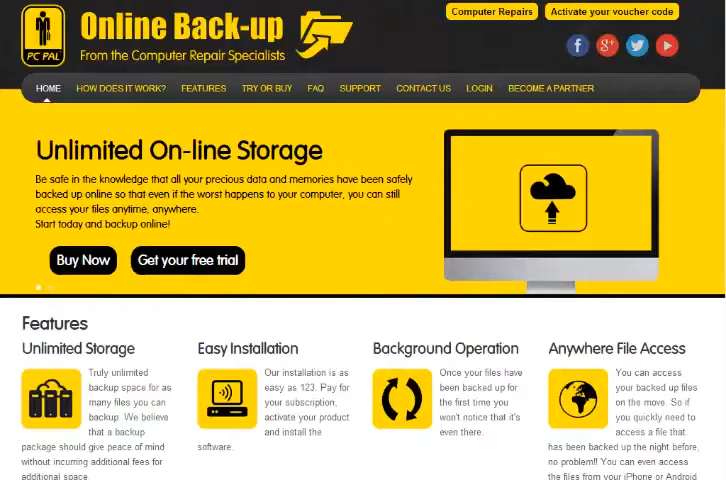 Computer Repairs
Activate your voucher code
PC PAL
Online Back-up
From the Computer Repair Specialists
HOME HOW DOES IT WORK? FEATURES TRY OR BUY FAQ SUPPORT CONTACT US LOGIN BECOME A PARTNER
Unlimited On-line Storage
Be safe in the knowledge that all your precious data and memories have been safely
backed up online so that even if the worst happens to your computer, you can still
access your files anytime, anywhere.
Start today and backup online!
Buy Now
Get your free trial
Features
Unlimited Storage
Truly unlimited
backup space for as
many files you can
backup. We believe
that a backup
package should give peace of mind
without incurring additional fees for
additional space.
Easy Installation
Our installation is as
easy as 123. Pay for
your subscription,
activate your product
and install the
software.
Background Operation
Once your files have
been backed up for
the first time you
won't notice that it's
even there.
Anywhere File Access
You can access
your backed up files
on the move. So if
you quickly need to
access a file that
has been backed up the night before,
no problem!! You can even access
the files from your iPhone or Android